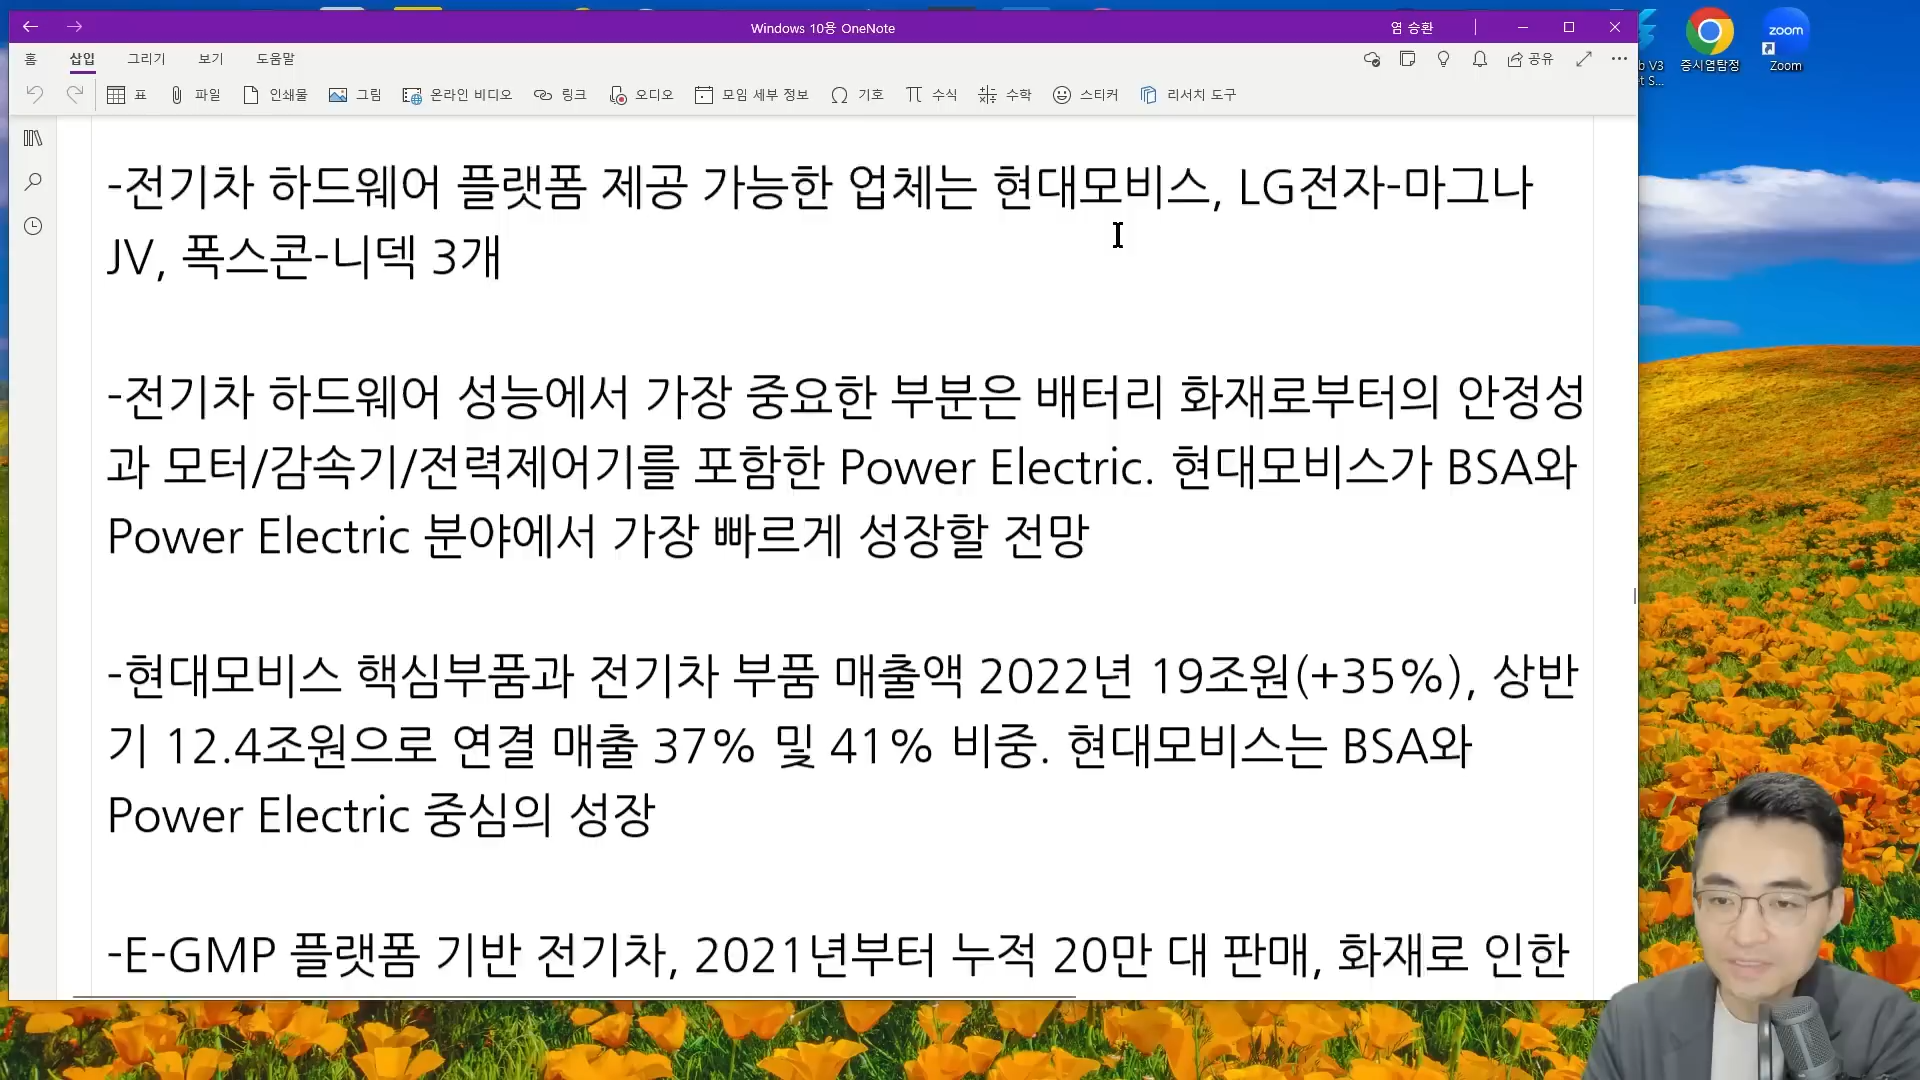 Windows 10용 OneNote
염 승환
홈 삽입 그리기 보기 도움말
공유
표 파일 인쇄물 그림 온라인 비디오 링크 오디오 모임 세부 정보 기호 수식 수학 스티커 리서치 도구
-전기차 하드웨어 플랫폼 제공 가능한 업체는 현대모비스, LG전자-마그나
JV, 폭스콘-니덱 3개
-전기차 하드웨어 성능에서 가장 중요한 부분은 배터리 화재로부터의 안정성
과 모터/감속기/전력제어기를 포함한 Power Electric. 현대모비스가 BSA와
Power Electric 분야에서 가장 빠르게 성장할 전망
-현대모비스 핵심부품과 전기차 부품 매출액 2022년 19조원(+35%), 상반
기 12.4조원으로 연결 매출 37% 및 41% 비중. 현대모비스는 BSA와
Power Electric 중심의 성장
-E-GMP 플랫폼 기반 전기차, 2021년부터 누적 20만 대 판매, 화재로 인한
b V3
t S...
증시염탐정
zoom
Zoom